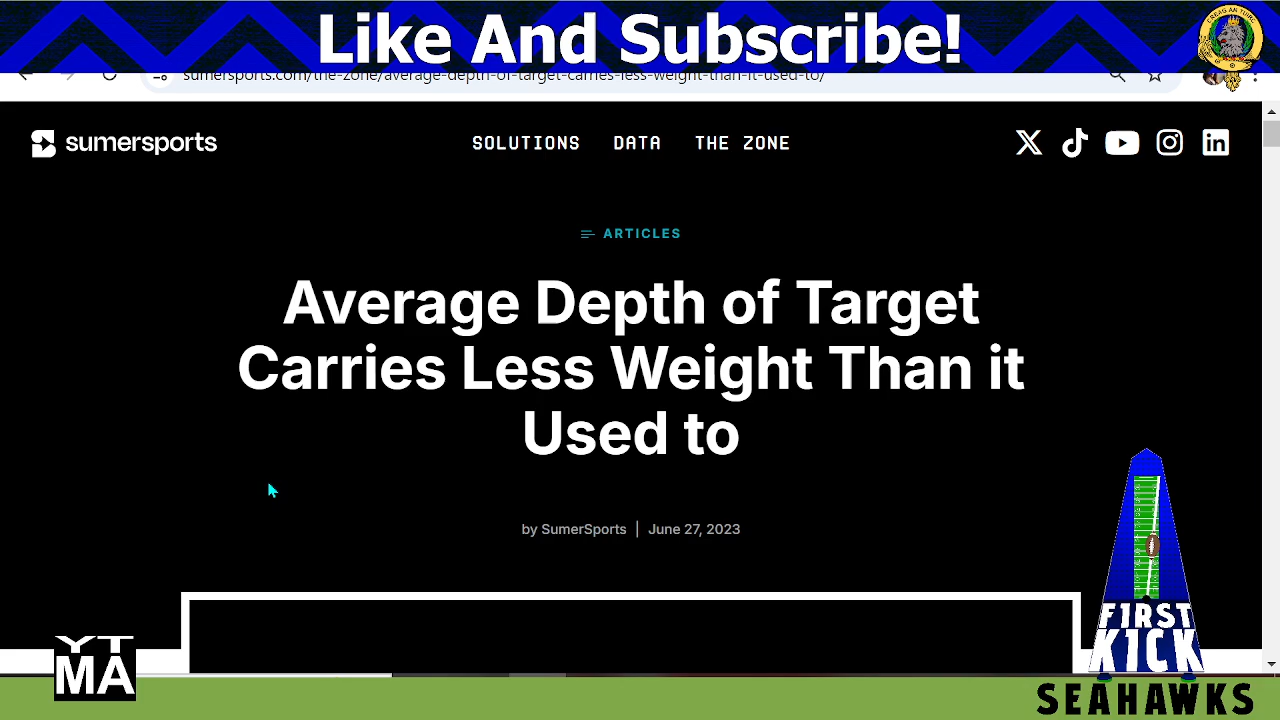 Like And Subscribe!
sumersports.com/the-zone/average-depth-of-target-carries-less-weight-than-it-used-to/
sumersports
SOLUTIONS DATA THE ZONE
ARTICLES
Average Depth of Target
Carries Less Weight Than it
Used to
by SumerSports | June 27, 2023
YT
MA
F1RST
K1CK
SEAHAWKS